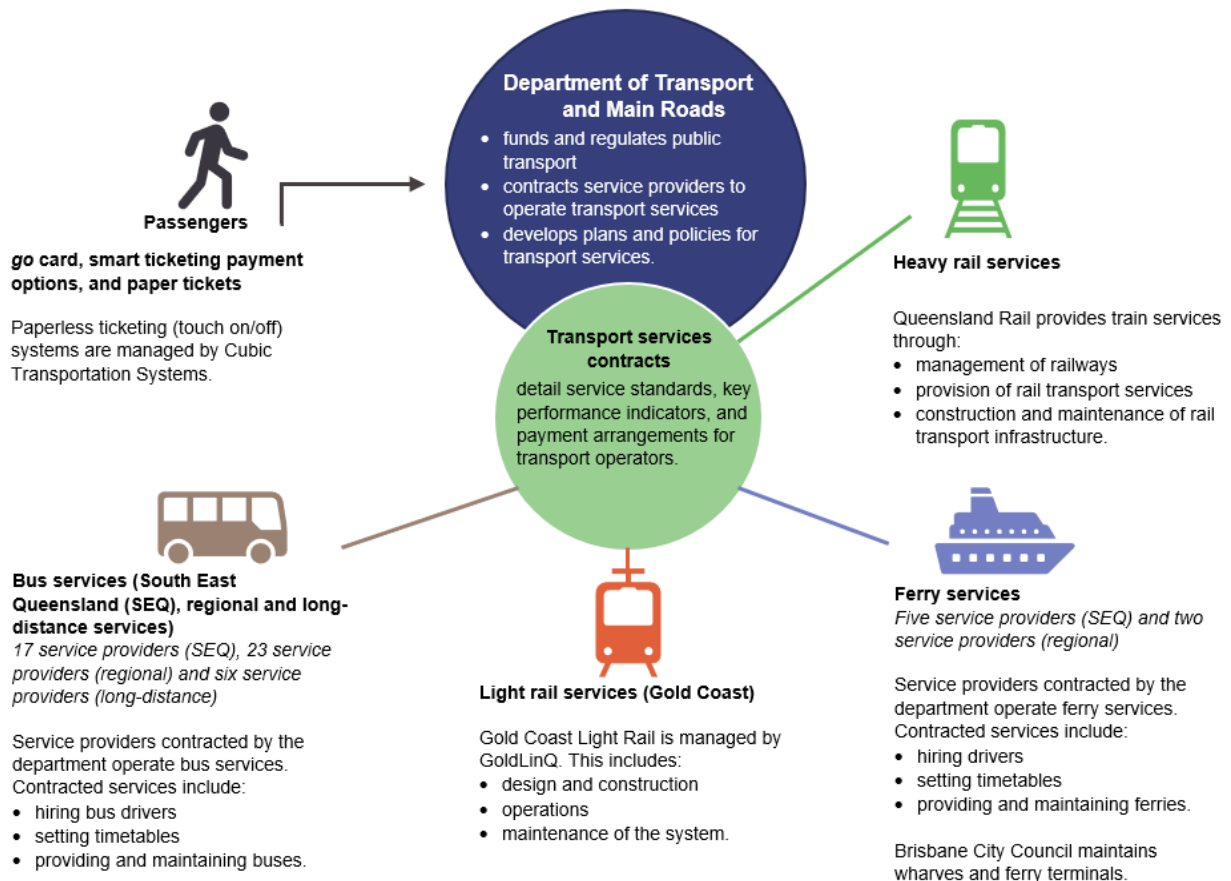 Department of Transport
and Main Roads
• funds and regulates public
transport
• contracts service providers to
operate transport services
• develops plans and policies for
transport services.
Passengers
go card, smart ticketing payment
options, and paper tickets
Paperless ticketing (touch on/off)
systems are managed by Cubic
Transportation Systems.
Heavy rail services
Queensland Rail provides train services
through:
• management of railways
• provision of rail transport services
• construction and maintenance of rail
transport infrastructure.
Transport services
contracts
detail service standards, key
performance indicators, and
payment arrangements for
transport operators.
Bus services (South East
Queensland (SEQ), regional and long-
distance services)
17 service providers (SEQ), 23 service
providers (regional) and six service
providers (long-distance)
Service providers contracted by the
department operate bus services.
Contracted services include:
• hiring bus drivers
• setting timetables
• providing and maintaining buses.
Light rail services (Gold Coast)
Gold Coast Light Rail is managed by
GoldLinQ. This includes:
• design and construction
• operations
• maintenance of the system.
Ferry services
Five service providers (SEQ) and two
service providers (regional)
Service providers contracted by the
department operate ferry services.
Contracted services include:
• hiring drivers
• setting timetables
• providing and maintaining ferries.
Brisbane City Council maintains
wharves and ferry terminals.